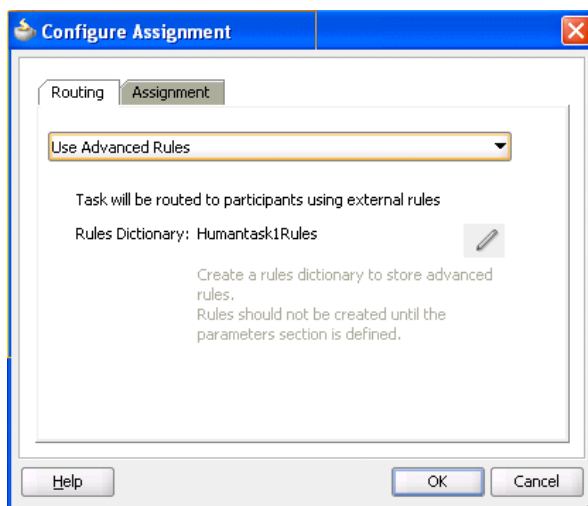 Configure Assignment
Routing Assignment
Use Advanced Rules
Task will be routed to participants using external rules
Rules Dictionary: Humantask1Rules
Create a rules dictionary to store advanced
rules.
Rules should not be created until the
parameters section is defined.
Help OK Cancel